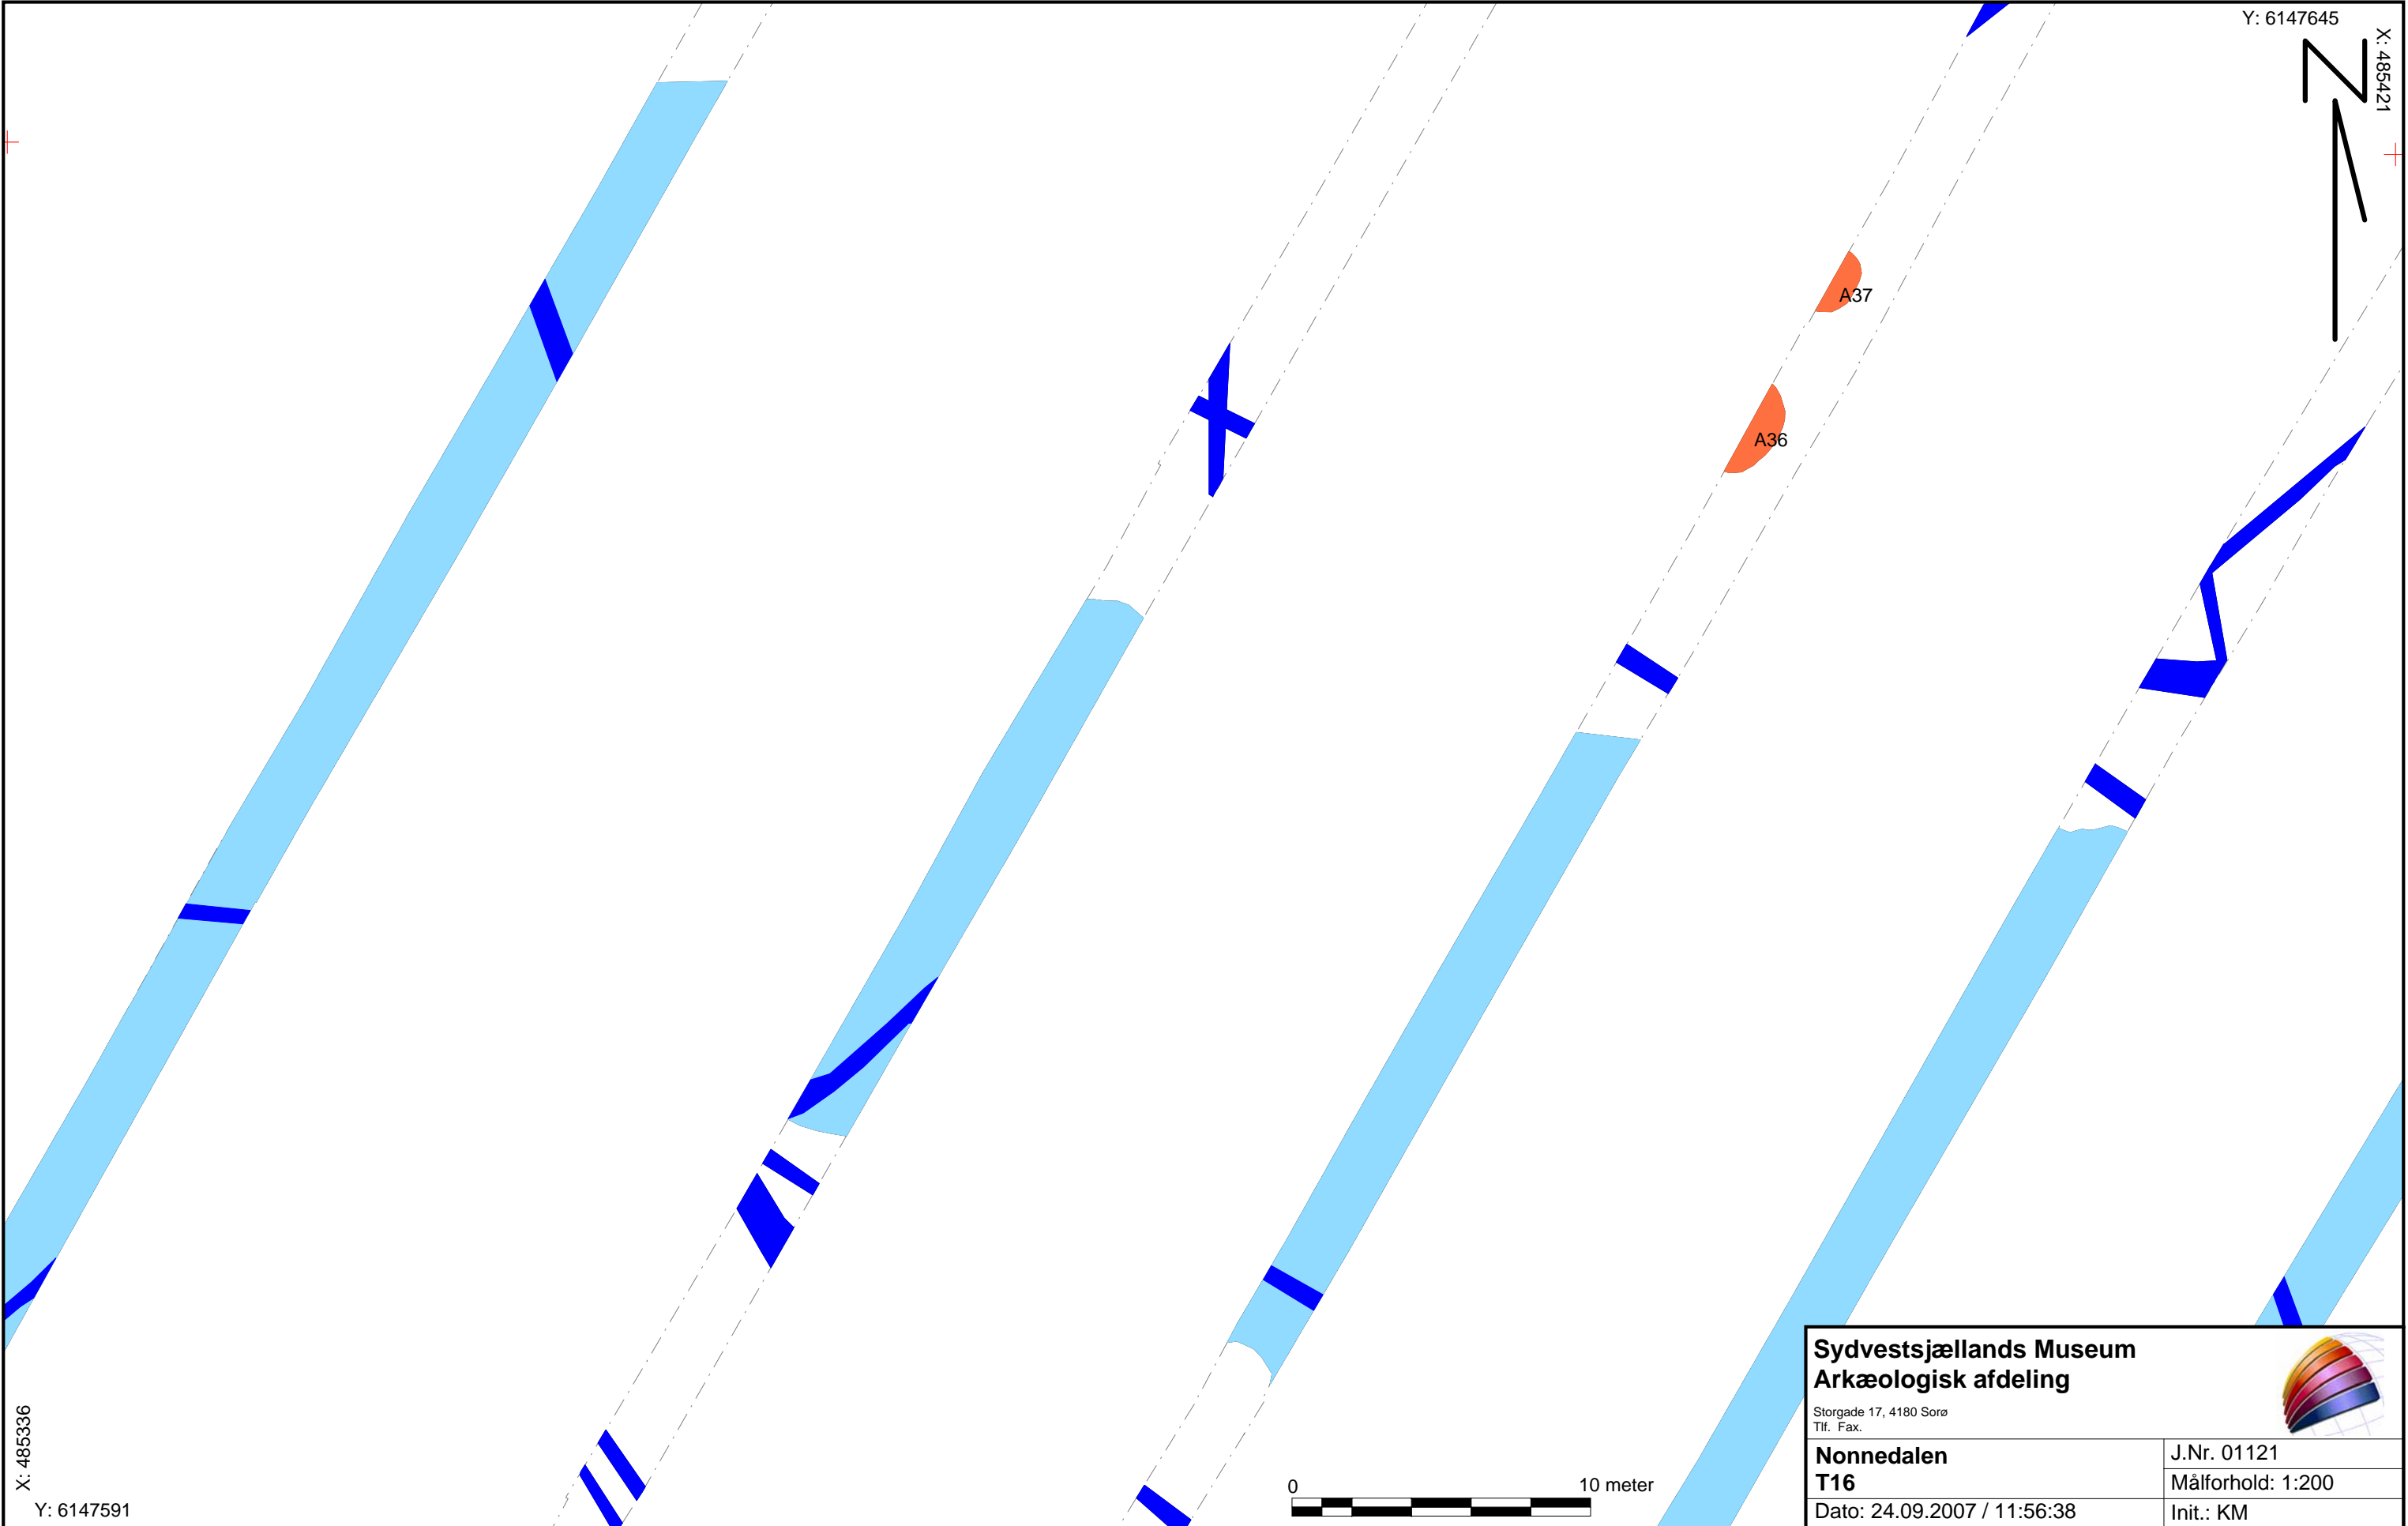 Y: 6147645
X: 485421
A37
A36
X: 485336
Y: 6147591
0
10 meter
Sydvestsjællands Museum
Arkæologisk afdeling
Storgade 17, 4180 Sorø
Tlf. Fax.
Nonnedalen
T16
J.Nr. 01121
Målforhold: 1:200
Dato: 24.09.2007 / 11:56:38
Init.: KM